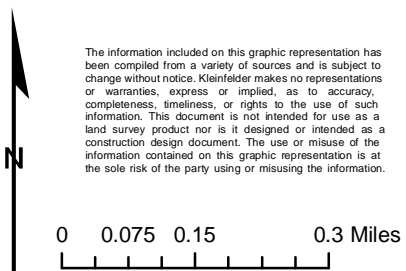 The information included on this graphic representation has
been compiled from a variety of sources and is subject to
change without notice. Kleinfelder makes no representations
or warranties, express or implied, as to accuracy,
completeness, timeliness, or rights to the use of such
information. This document is not intended for use as a
land survey product nor is it designed or intended as a
construction design document. The use or misuse of the
information contained on this graphic representation is at
the sole risk of the party using or misusing the information.
N
0 0.075 0.15 0.3 Miles